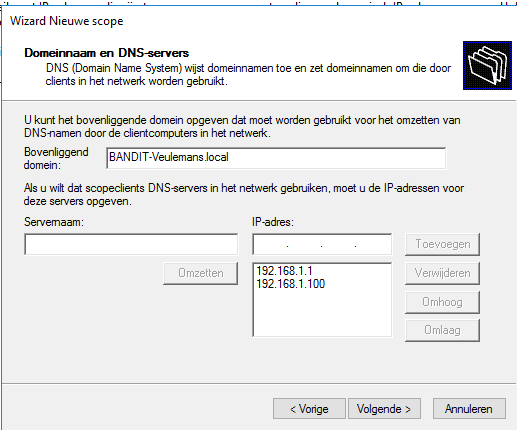 Wizard Nieuwe scope
Domeinnaam en DNS-servers
DNS (Domain Name System) wijst domeinnamen toe en zet domeinnamen om die door
clients in het netwerk worden gebruikt.
U kunt het bovenliggende domein opgeven dat moet worden gebruikt voor het omzetten van
DNS-namen door de clientcomputers in het netwerk.
Bovenliggend
domein:
BANDIT-Veulemans.local
Als u wilt dat scopeclients DNS-servers in het netwerk gebruiken, moet u de IP-adressen voor
deze servers opgeven.
Servernaam:
IP-adres:
. . .
Toevoegen
Omzetten
192.168.1.1
192.168.1.100
Verwijderen
Omhoog
Omlaag
< Vorige
Volgende >
Annuleren